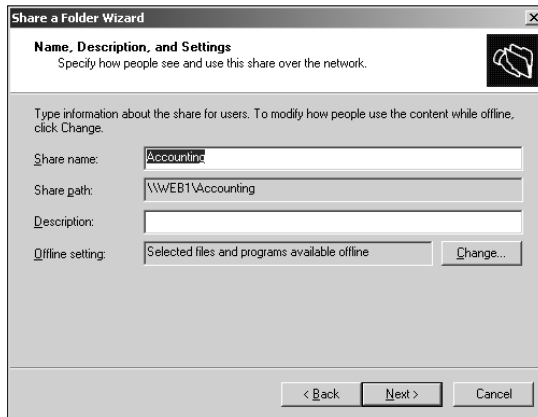 Share a Folder Wizard
Name, Description, and Settings
Specify how people see and use this share over the network.
Type information about the share for users. To modify how people use the content while offline,
click Change.
Share name: Accounting
Share path: \\WEB1\Accounting
Description:
Offline setting: Selected files and programs available offline Change...
< Back Next > Cancel